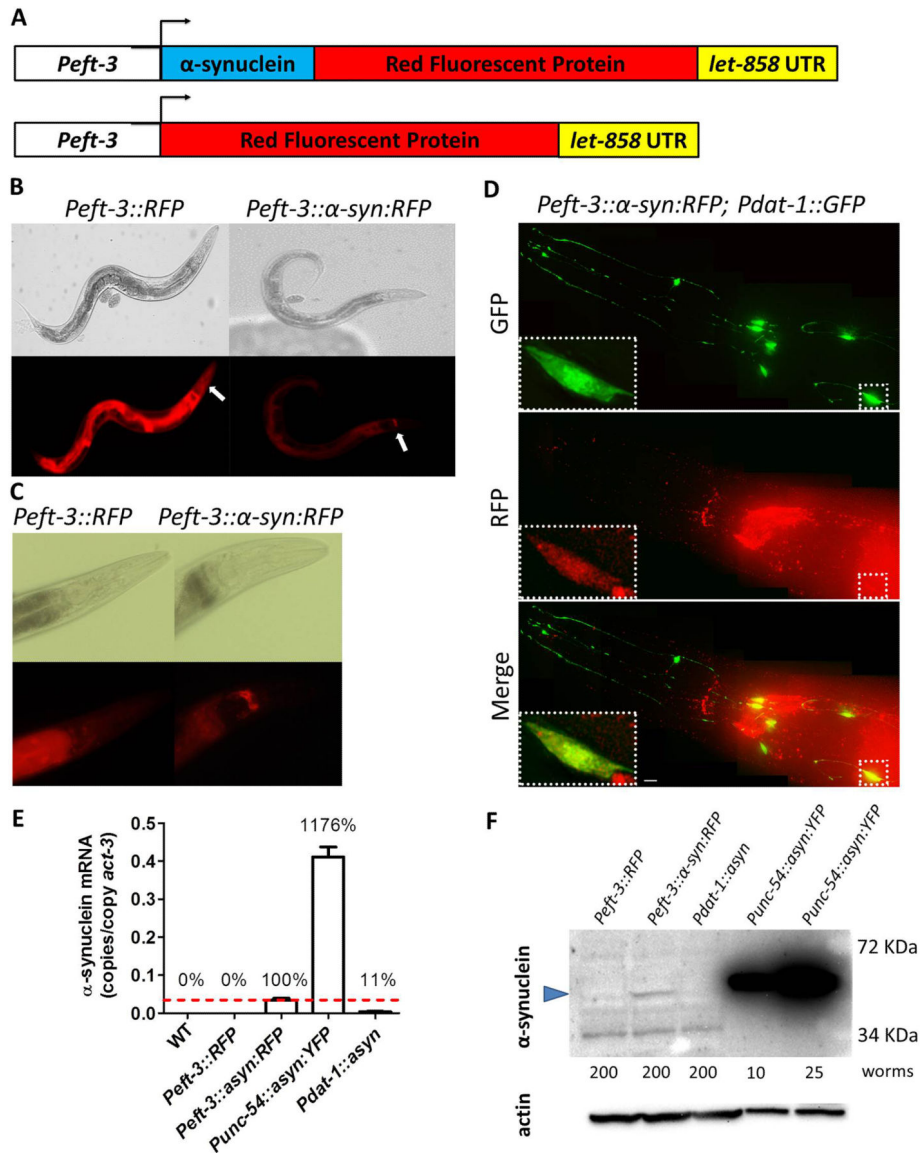 A
Peft-3 α-synuclein Red Fluorescent Protein let-858 UTR
Peft-3 Red Fluorescent Protein let-858 UTR
B
Peft-3::RFP Peft-3::α-syn:RFP
C
Peft-3::RFP Peft-3::α-syn:RFP
D
Peft-3::α-syn:RFP; Pdat-1::GFP
GFP
RFP
Merge
E
α-synuclein mRNA
(copies/copy act-3)
0.5
0.4
0.3
0.2
0.1
0.0
0% 0% 100% 1176% 11%
WT
Peft-3::RFP
Peft-3::asyn:RFP
Punc-54::asyn:YFP
Pdat-1::asyn
F
Peft-3::RFP
Peft-3::α-syn:RFP
Pdat-1::asyn
Punc-54::asyn:YFP
Punc-54::asyn:YFP
α-synuclein
72 KDa
34 KDa
200 200 200 10 25 worms
actin